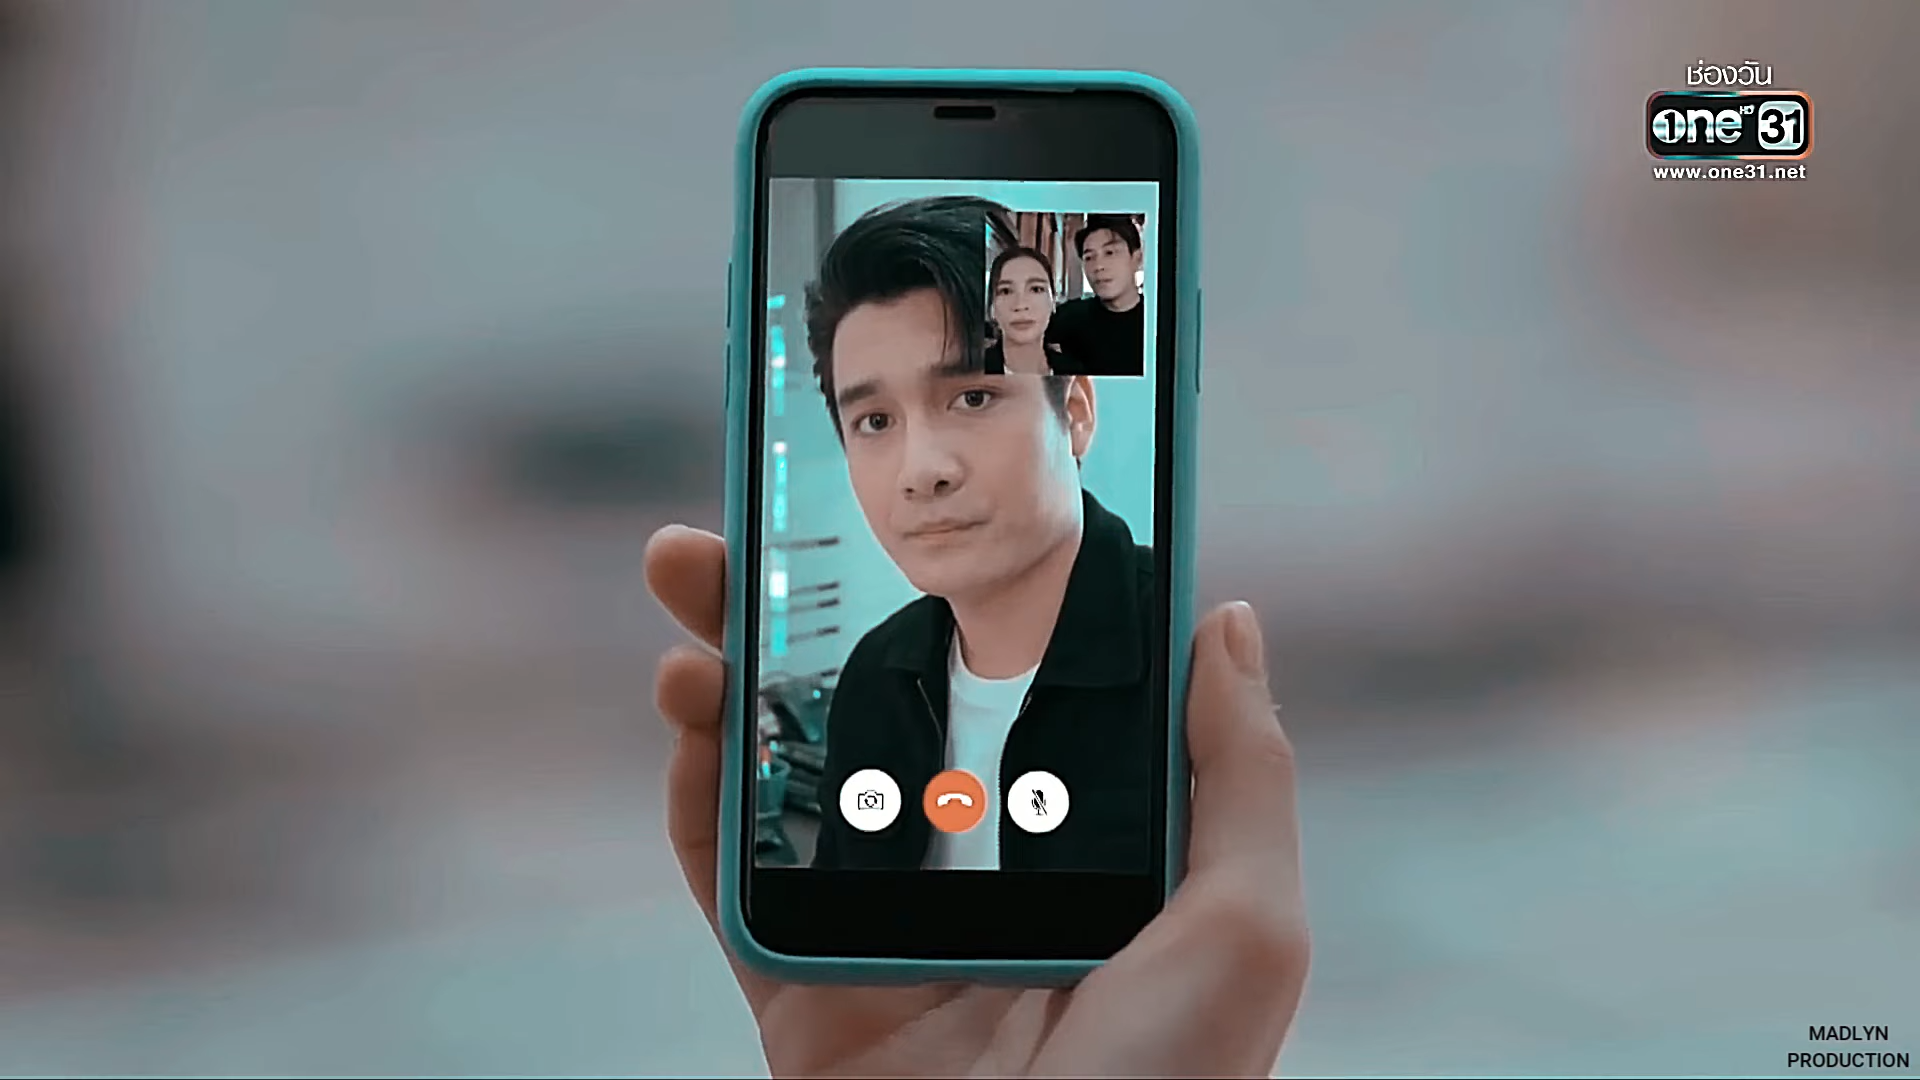 ช่องวัน
one HD 31
www.one31.net
MADLYN
PRODUCTION